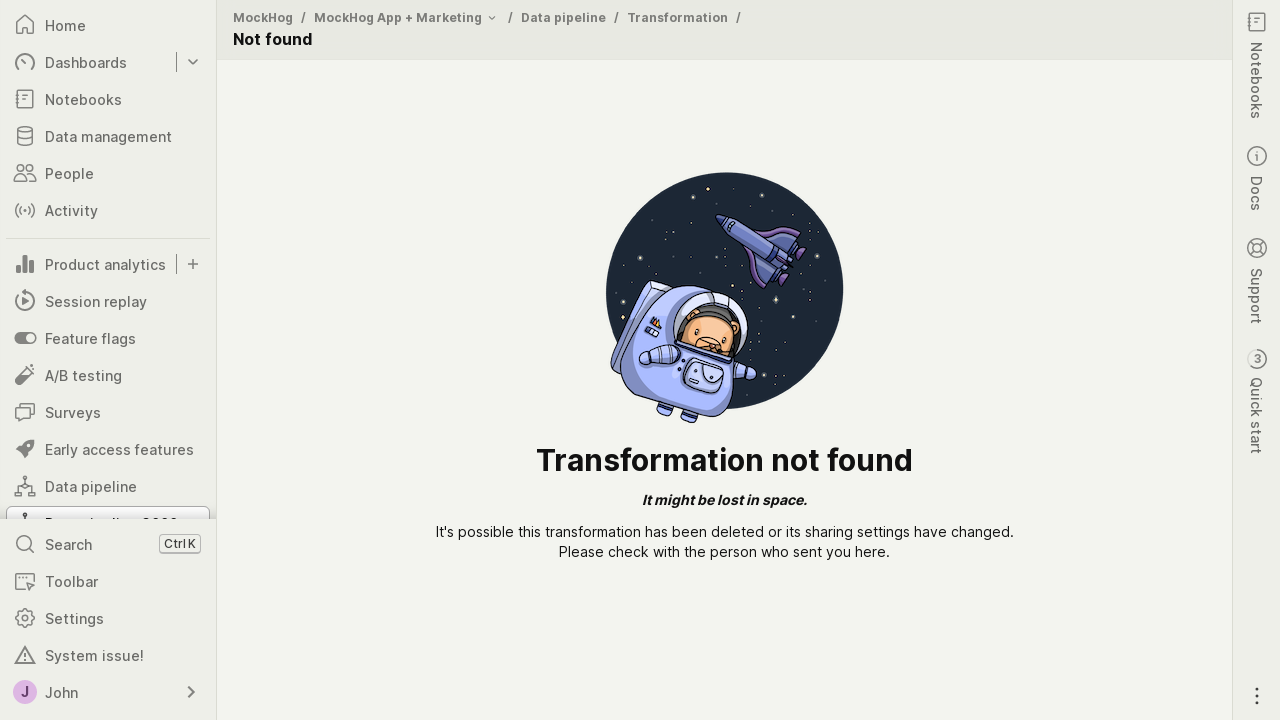 Home
Dashboards
Notebooks
Data management
People
Activity
Product analytics
Session replay
Feature flags
A/B testing
Surveys
Early access features
Data pipeline
Search Ctrl K
Toolbar
Settings
System issue!
J John
MockHog / MockHog App + Marketing / Data pipeline / Transformation /
Not found
Transformation not found
It might be lost in space.
It's possible this transformation has been deleted or its sharing settings have changed.
Please check with the person who sent you here.
Notebooks
Docs
Support
3 Quick start